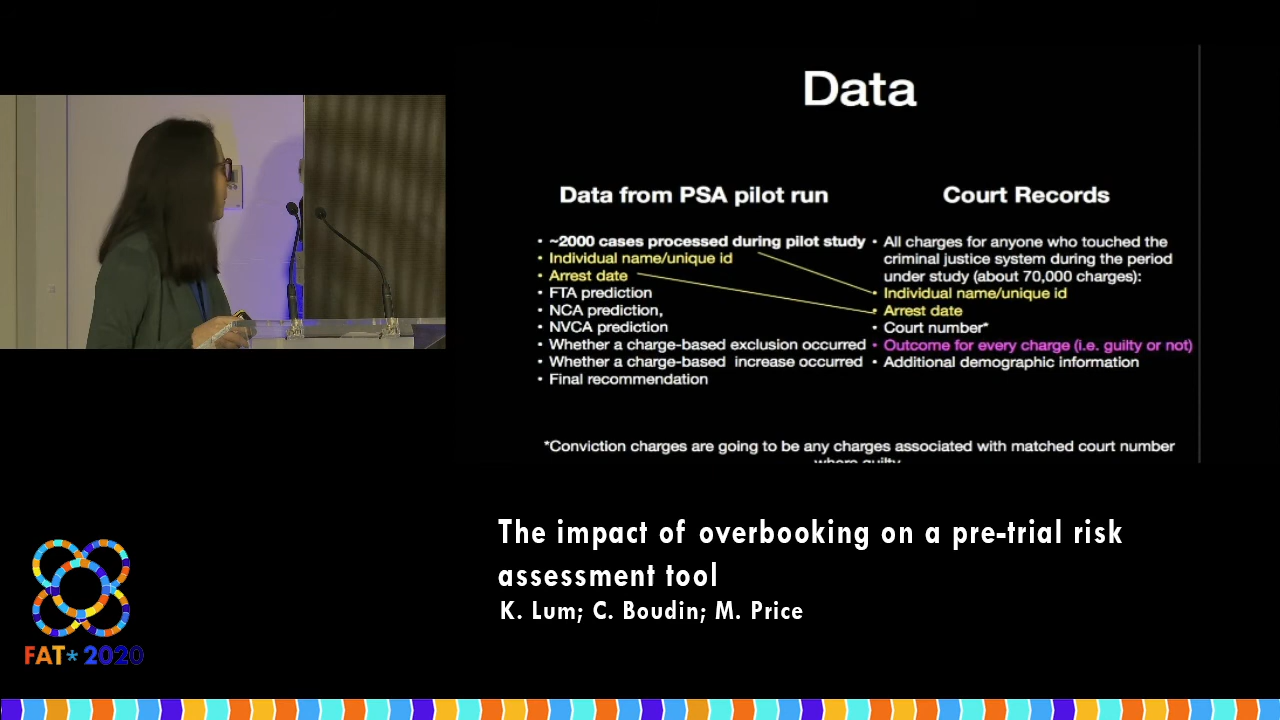 Data
Data from PSA pilot run
• ~2000 cases processed during pilot study
• Individual name/unique id
• Arrest date
• FTA prediction
• NCA prediction,
• NVCA prediction
• Whether a charge-based exclusion occurred
• Whether a charge-based increase occurred
• Final recommendation
Court Records
• All charges for anyone who touched the
criminal justice system during the period
under study (about 70,000 charges):
• Individual name/unique id
• Arrest date
• Court number*
• Outcome for every charge (i.e. guilty or not)
• Additional demographic information
*Conviction charges are going to be any charges associated with matched court number
where guilty
The impact of overbooking on a pre-trial risk
assessment tool
K. Lum; C. Boudin; M. Price
FAT* 2020